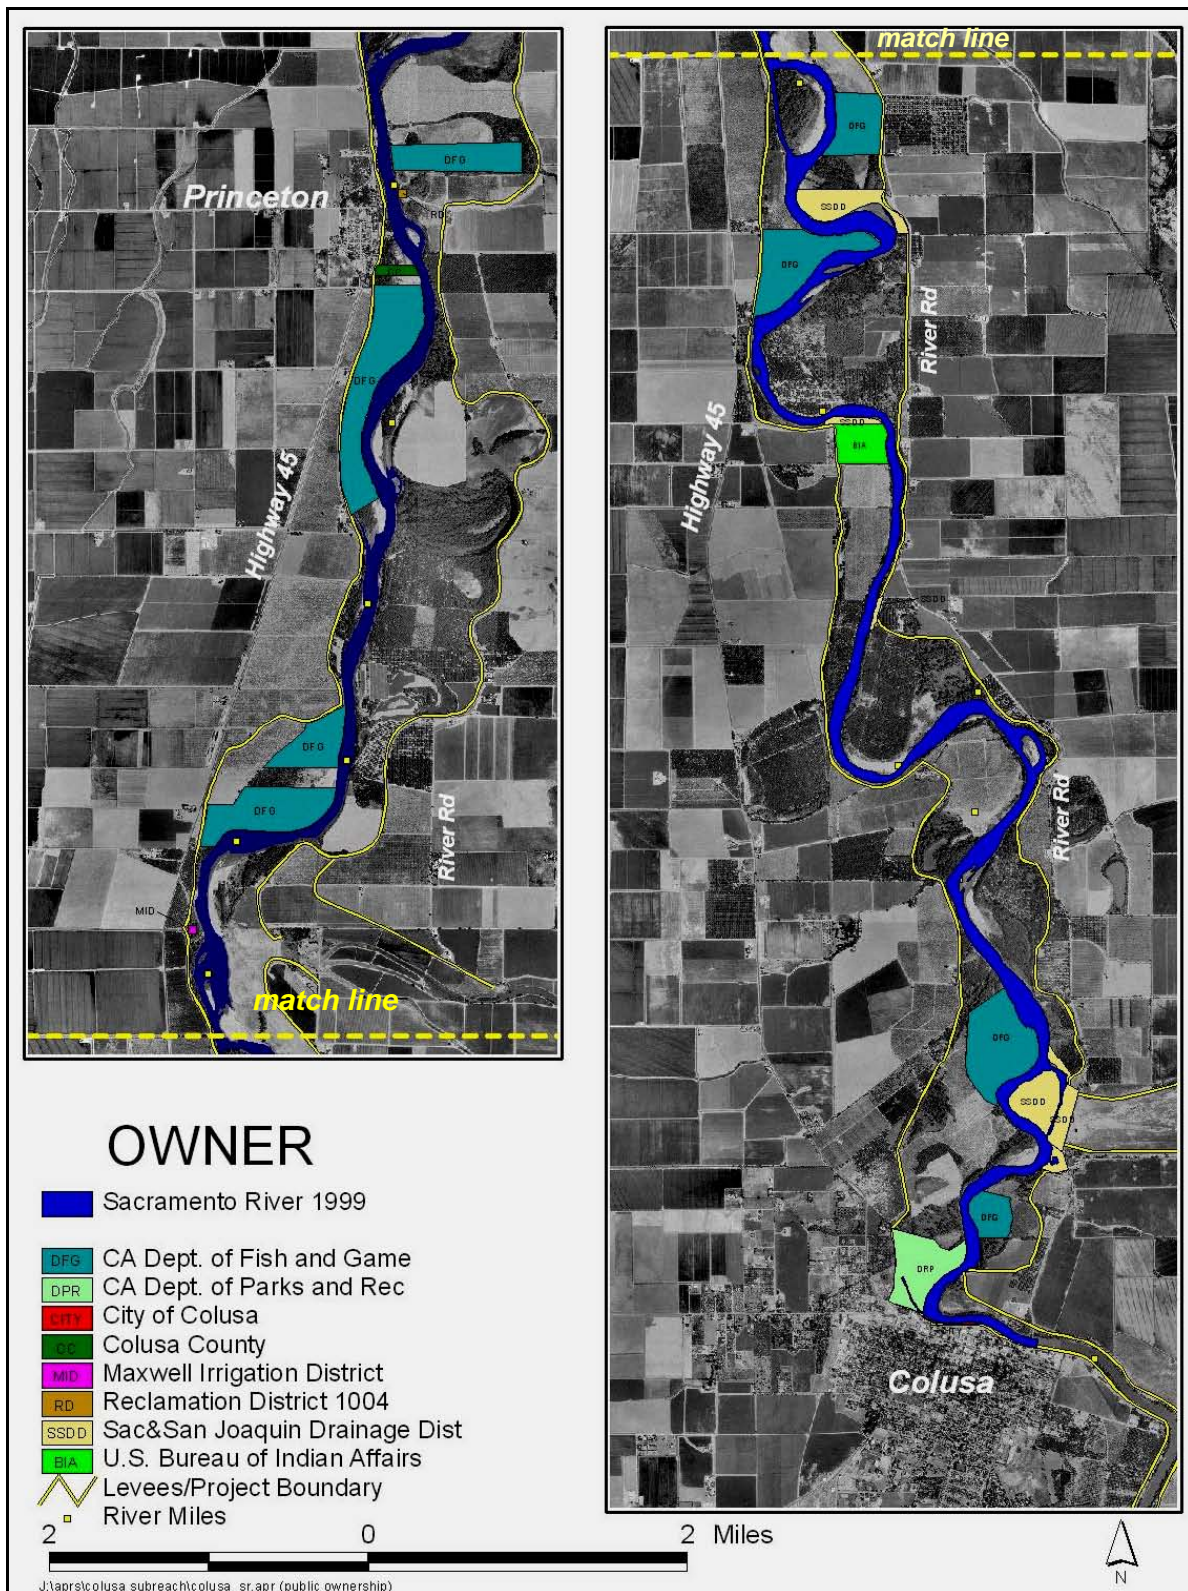 Princeton
DFG
RD
CC
DFG
Highway 45
DFG
DFG
River Rd
MID
match line
match line
DFG
SSDD
DFG
River Rd
Highway 45
SSDD
BIA
SSDD
River Rd
DFG
SSDD
SSDD
DFG
DRP
Colusa
OWNER
Sacramento River 1999
DFG CA Dept. of Fish and Game
DPR CA Dept. of Parks and Rec
CITY City of Colusa
CC Colusa County
MID Maxwell Irrigation District
RD Reclamation District 1004
SSDD Sac&San Joaquin Drainage Dist
BIA U.S. Bureau of Indian Affairs
Levees/Project Boundary
River Miles
2 0 2 Miles
N
J:\aprs\colusa subreach\colusa_sr.apr (public ownership)